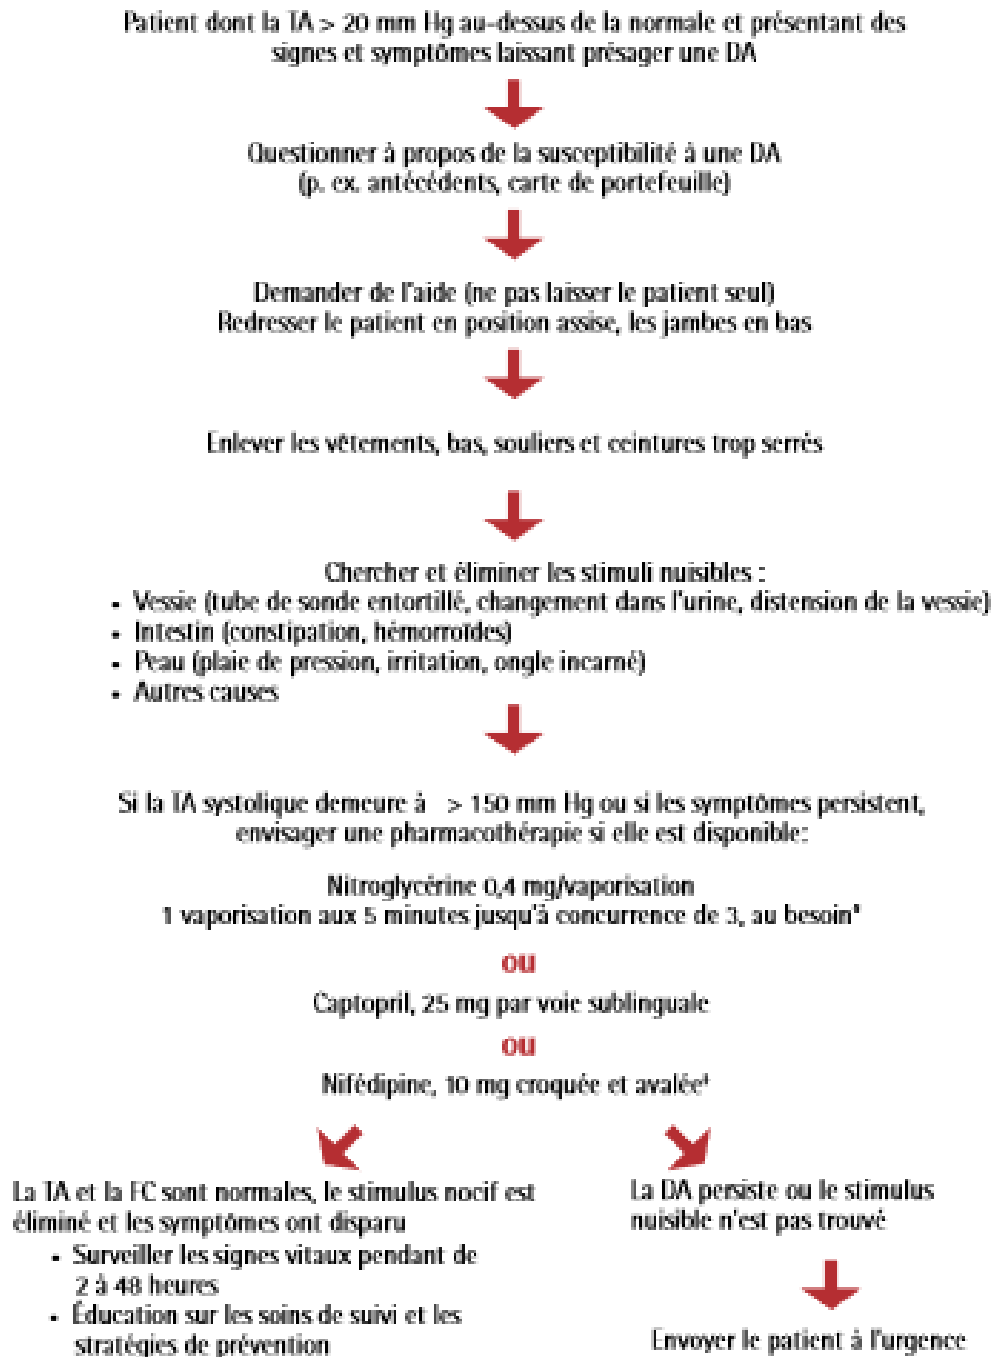 Patient dont la TA > 20 mm Hg au-dessus de la normale et présentant des
signes et symptômes laissant présager une DA
Questionner à propos de la susceptibilité à une DA
(p. ex. antécédents, carte de portefeuille)
Demander de l'aide (ne pas laisser le patient seul)
Redresser le patient en position assise, les jambes en bas
Enlever les vêtements, bas, souliers et ceintures trop serrés
Chercher et éliminer les stimuli nuisibles :
• Vessie (tube de sonde entortillé, changement dans l'urine, distension de la vessie)
• Intestin (constipation, hémorroïdes)
• Peau (plaie de pression, irritation, ongle incarné)
• Autres causes
Si la TA systolique demeure à > 150 mm Hg ou si les symptômes persistent,
envisager une pharmacothérapie si elle est disponible:
Nitroglycérine 0,4 mg/vaporisation
1 vaporisation aux 5 minutes jusqu'à concurrence de 3, au besoin
ou
Captopril, 25 mg par voie sublinguale
ou
Nifédipine, 10 mg croquée et avalée
La TA et la FC sont normales, le stimulus nocif est
éliminé et les symptômes ont disparu
• Surveiller les signes vitaux pendant de
2 à 48 heures
• Éducation sur les soins de suivi et les
stratégies de prévention
La DA persiste ou le stimulus
nuisible n'est pas trouvé
Envoyer le patient à l'urgence